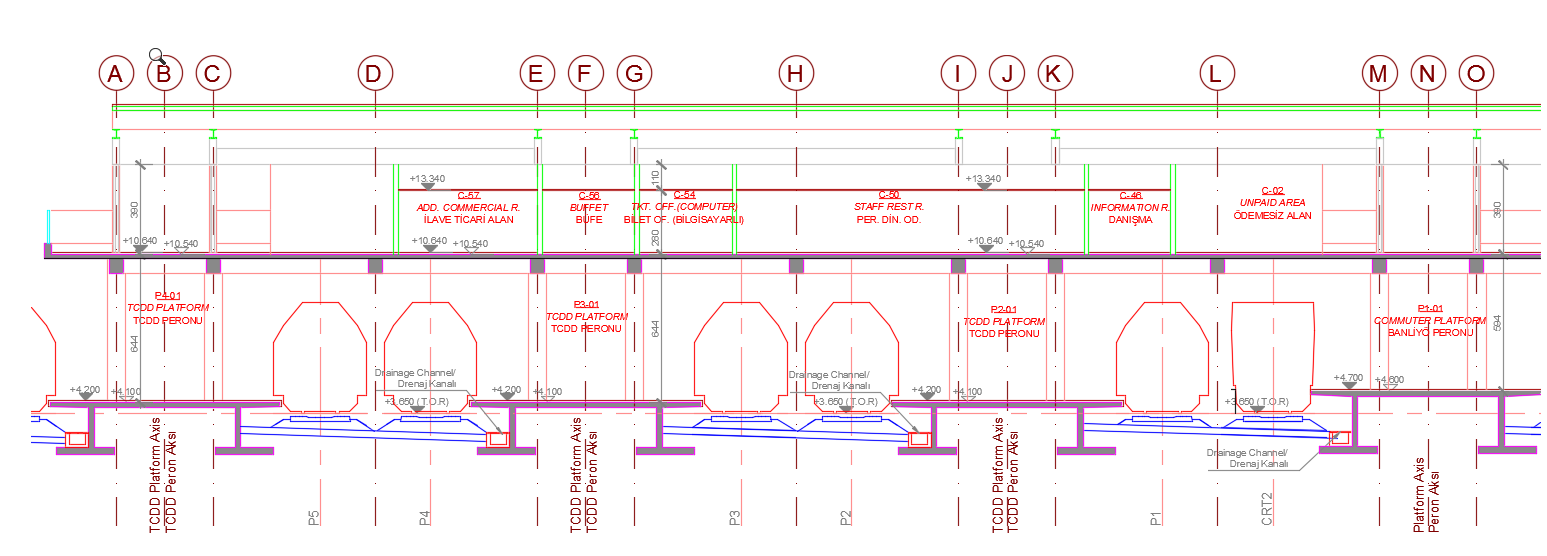 A B C D E F G H I J K L M N O
+13.340
+13.340
110
390
390
C-57
ADD. COMMERCIAL R.
İLAVE TİCARİ ALAN
C-56
BUFFET
BÜFE
C-54
TKT. OFF.(COMPUTER)
BİLET OF. (BİLGİSAYARLI)
C-50
STAFF REST R.
PER. DİN. OD.
C-46
INFORMATION R.
DANIŞMA
C-02
UNPAID AREA
ÖDEMESİZ ALAN
280
+10.640
+10.540
+10.640
+10.540
+10.640
+10.540
P4-01
TCDD PLATFORM
TCDD PERONU
P3-01
TCDD PLATFORM
TCDD PERONU
P2-01
TCDD PLATFORM
TCDD PERONU
P1-01
COMMUTER PLATFORM
BANLİYÖ PERONU
644
644
594
Drainage Channel/
Drenaj Kanalı
Drainage Channel/
Drenaj Kanalı
+4.200
+4.100
+3.650 (T.O.R)
+4.200
+4.100
+3.650 (T.O.R)
+4.200
+4.100
+3.650 (T.O.R)
+4.700
+4.600
Drainage Channel/
Drenaj Kanalı
TCDD Platform Axis
TCDD Peron Aksı
P5
P4
TCDD Platform Axis
TCDD Peron Aksı
P3
P2
TCDD Platform Axis
TCDD Peron Aksı
P1
CRT2
Platform Axis
Peron Aksı